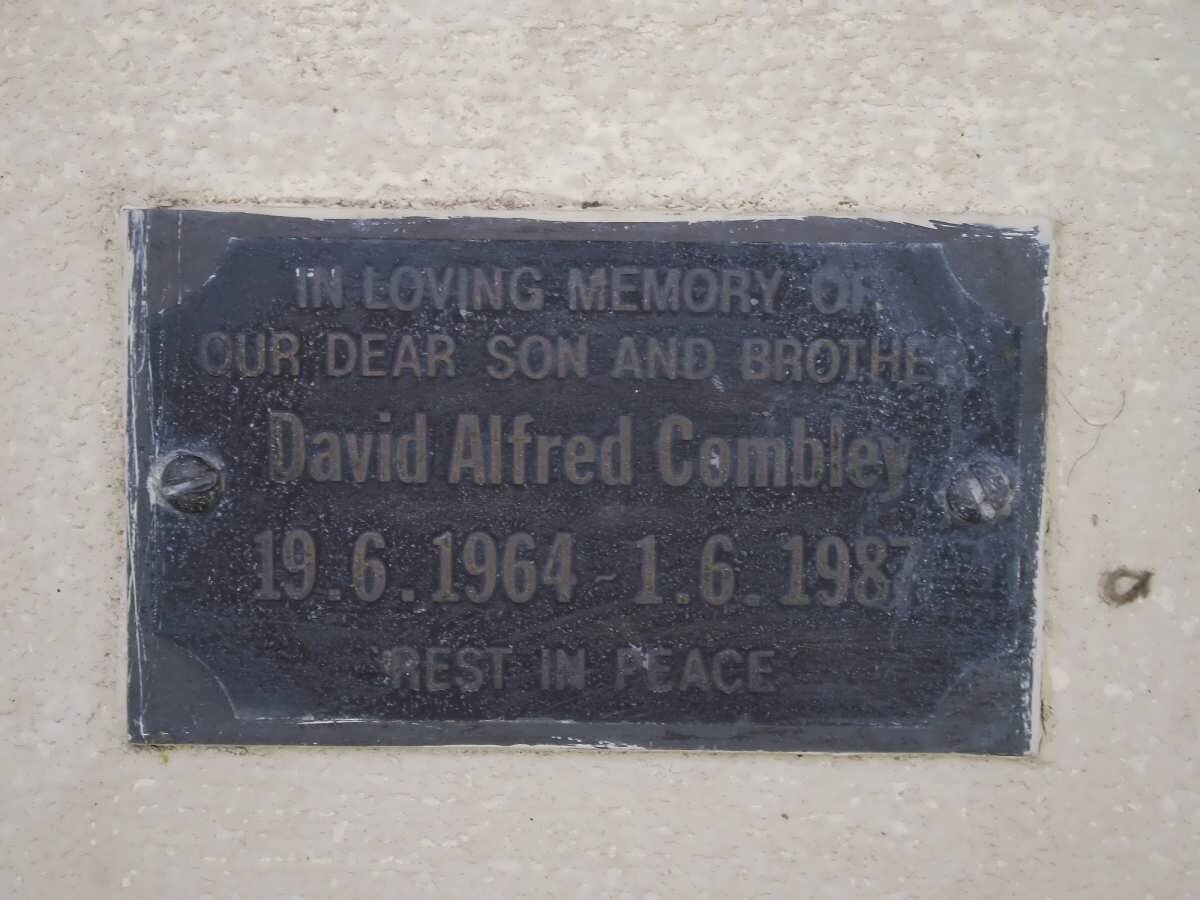 IN LOVING MEMORY OF
OUR DEAR SON AND BROTHER
David Alfred Combley
19.6.1964 - 1.6.1987
REST IN PEACE